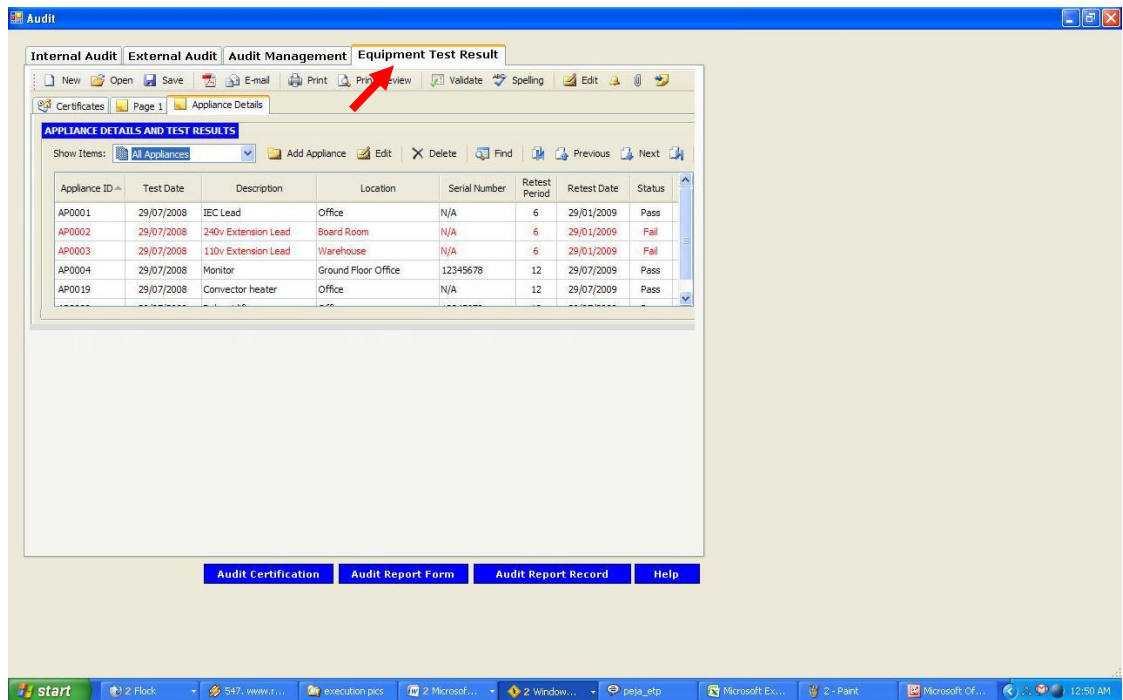 Audit
Internal Audit External Audit Audit Management Equipment Test Result
New Open Save E-mail Print Print Preview Validate Spelling Edit
Certificates Page 1 Appliance Details
APPLIANCE DETAILS AND TEST RESULTS
Show Items: All Appliances Add Appliance Edit Delete Find Previous Next
Appliance ID Test Date Description Location Serial Number Retest Period Retest Date Status
AP0001 29/07/2008 IEC Lead Office N/A 6 29/01/2009 Pass
AP0002 29/07/2008 240v Extension Lead Board Room N/A 6 29/01/2009 Fail
AP0003 29/07/2008 110v Extension Lead Warehouse N/A 6 29/01/2009 Fail
AP0004 29/07/2008 Monitor Ground Floor Office 12345678 12 29/07/2009 Pass
AP0019 29/07/2008 Convector heater Office N/A 12 29/07/2009 Pass
Audit Certification Audit Report Form Audit Report Record Help
start 2 Flock 547. www.r... execution pics 2 Microsof... 2 Window... peja_etp Microsoft Ex... 2 - Paint Microsoft Of... 12:50 AM